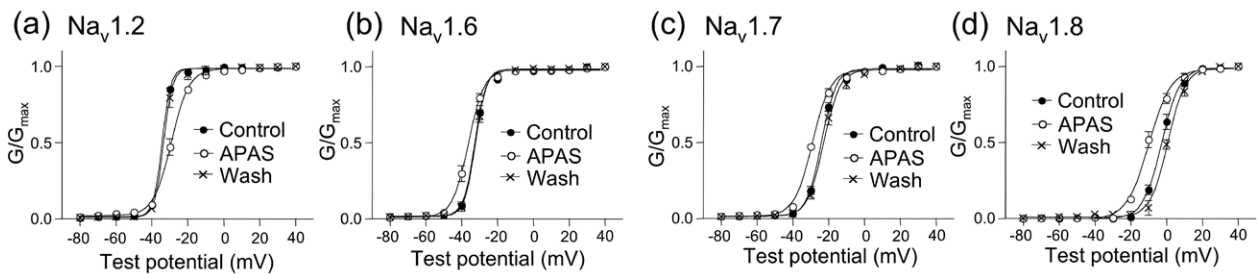 (a) Naᵥ1.2
G/Gmax
1.0
0.5
0.0
Control
APAS
Wash
-80 -60 -40 -20 0 20 40
Test potential (mV)
(b) Naᵥ1.6
G/Gmax
1.0
0.5
0.0
Control
APAS
Wash
-80 -60 -40 -20 0 20 40
Test potential (mV)
(c) Naᵥ1.7
G/Gmax
1.0
0.5
0.0
Control
APAS
Wash
-80 -60 -40 -20 0 20 40
Test potential (mV)
(d) Naᵥ1.8
G/Gmax
1.0
0.5
0.0
Control
APAS
Wash
-80 -60 -40 -20 0 20 40
Test potential (mV)